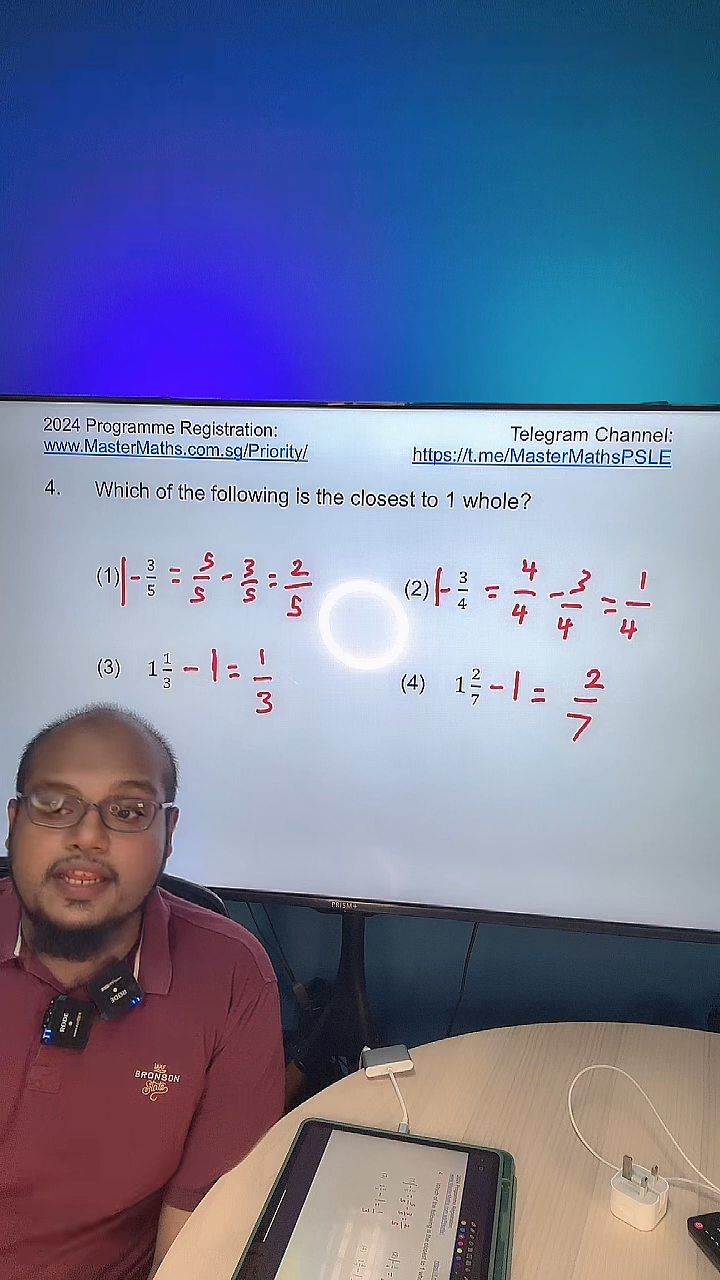 2024 Programme Registration:
www.MasterMaths.com.sg/Priority/
Telegram Channel:
https://t.me/MasterMathsPSLE
4. Which of the following is the closest to 1 whole?
(1) 1 - 3/5 = 5/5 - 3/5 = 2/5
(2) 1 - 3/4 = 4/4 - 3/4 = 1/4
(3) 1 1/3 - 1 = 1/3
(4) 1 2/7 - 1 = 2/7
PRISM+
RODE
RODE
BRONSON